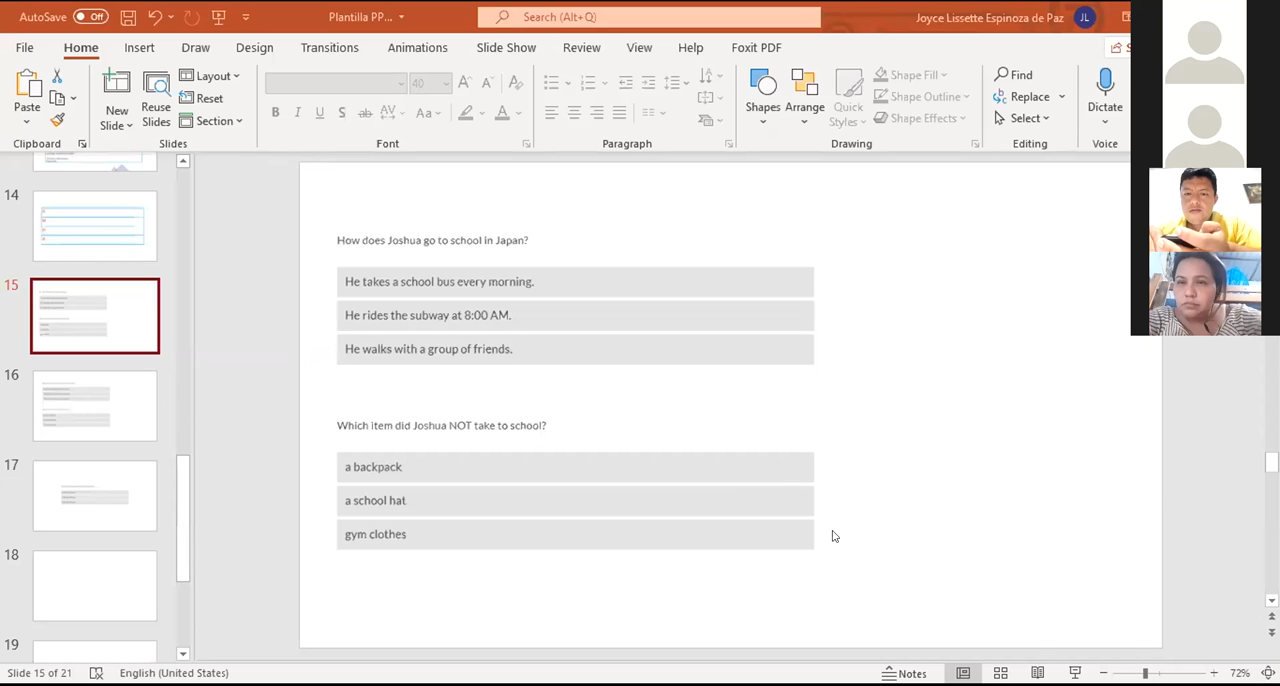 AutoSave Off Plantilla PP... Search (Alt+Q) Joyce Lissette Espinoza de Paz JL
File Home Insert Draw Design Transitions Animations Slide Show Review View Help Foxit PDF
Paste
Clipboard
New Slide
Reuse Slides
Layout
Reset
Section
Slides
40
B I U S ab AV Aa A
Font
Paragraph
Shapes
Arrange
Quick Styles
Shape Fill
Shape Outline
Shape Effects
Drawing
Find
Replace
Select
Editing
Dictate
Voice
14
15
16
17
18
19
How does Joshua go to school in Japan?
He takes a school bus every morning.
He rides the subway at 8:00 AM.
He walks with a group of friends.
Which item did Joshua NOT take to school?
a backpack
a school hat
gym clothes
Slide 15 of 21 English (United States) Notes 72%